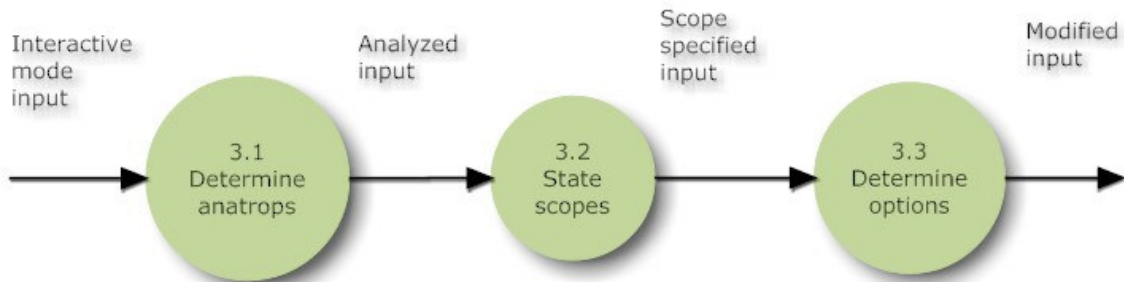 Interactive
mode
input
3.1
Determine
anatrops
Analyzed
input
3.2
State
scopes
Scope
specified
input
3.3
Determine
options
Modified
input